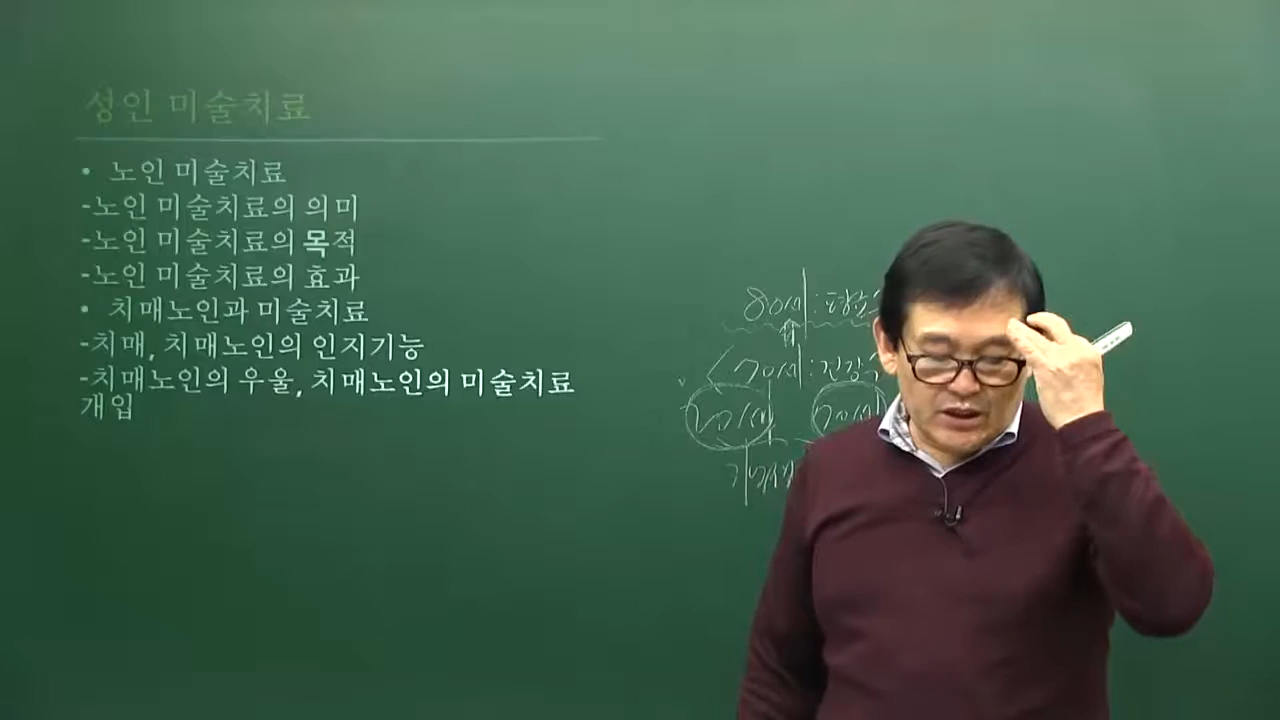 성인 미술치료
• 노인 미술치료
-노인 미술치료의 의미
-노인 미술치료의 목적
-노인 미술치료의 효과
• 치매노인과 미술치료
-치매, 치매노인의 인지기능
-치매노인의 우울, 치매노인의 미술치료
개입
80세 : 평균
70세 : 건강